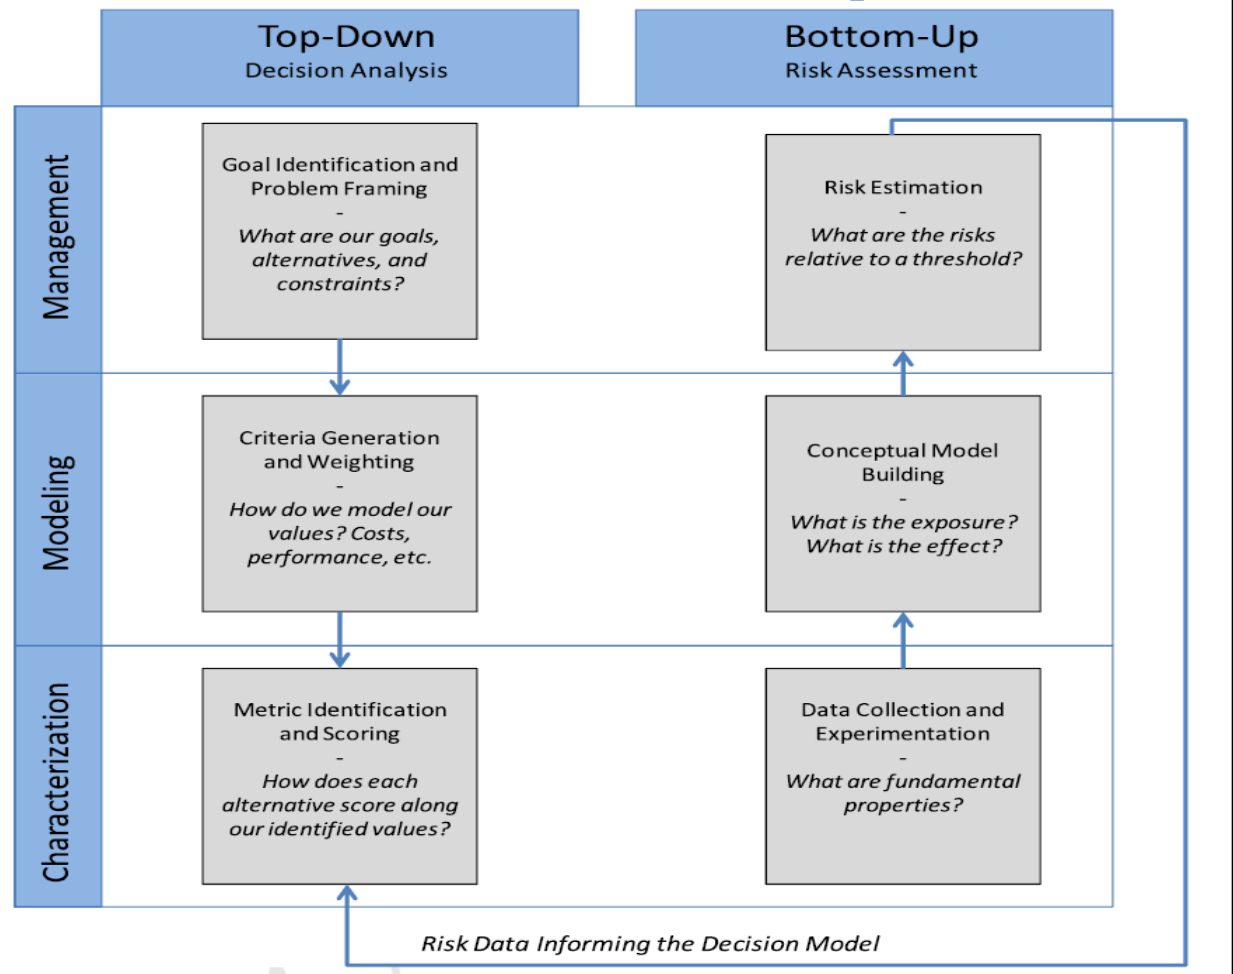 Top-Down
Decision Analysis
Bottom-Up
Risk Assessment
Management
Goal Identification and
Problem Framing
-
What are our goals,
alternatives, and
constraints?
Risk Estimation
-
What are the risks
relative to a threshold?
Modeling
Criteria Generation
and Weighting
-
How do we model our
values? Costs,
performance, etc.
Conceptual Model
Building
-
What is the exposure?
What is the effect?
Characterization
Metric Identification
and Scoring
-
How does each
alternative score along
our identified values?
Data Collection and
Experimentation
-
What are fundamental
properties?
Risk Data Informing the Decision Model